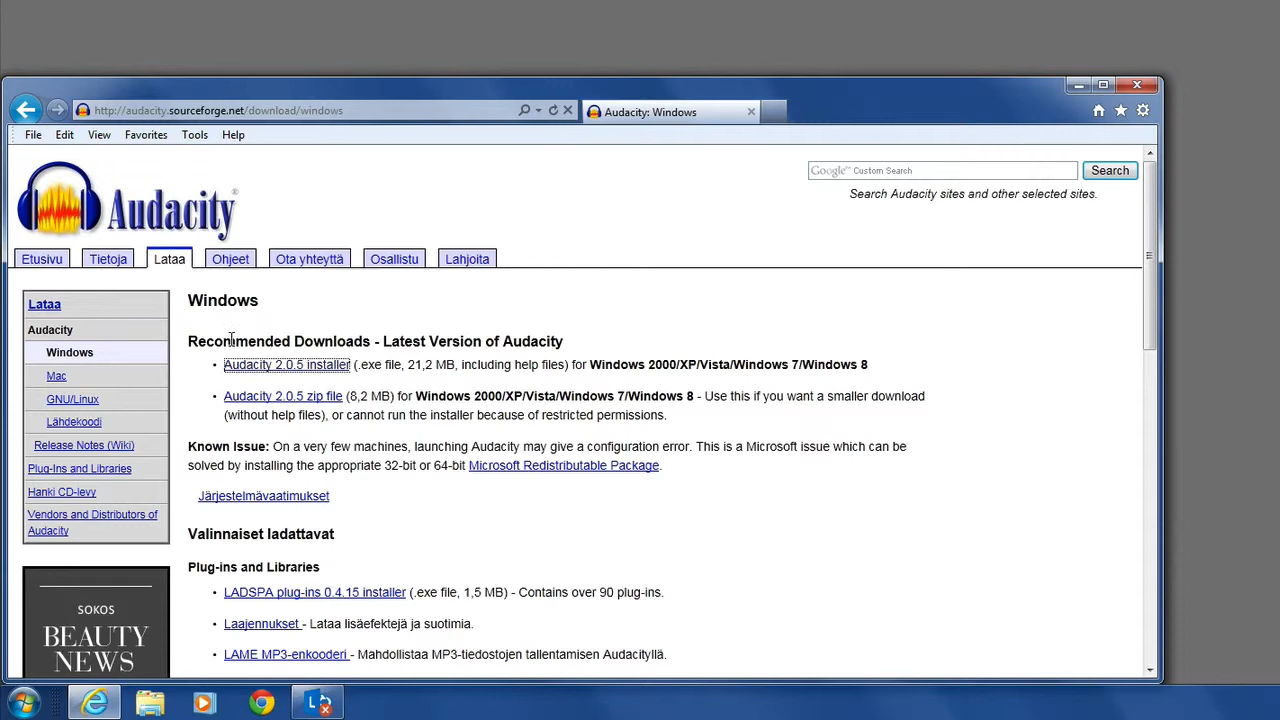 http://audacity.sourceforge.net/download/windows
Audacity: Windows
File Edit View Favorites Tools Help
Audacity®
Google™ Custom Search
Search
Search Audacity sites and other selected sites.
Etusivu Tietoja Lataa Ohjeet Ota yhteyttä Osallistu Lahjoita
Lataa
Audacity
Windows
Mac
GNU/Linux
Lähdekoodi
Release Notes (Wiki)
Plug-Ins and Libraries
Hanki CD-levy
Vendors and Distributors of
Audacity
SOKOS
BEAUTY
NEWS
Windows
Recommended Downloads - Latest Version of Audacity
• Audacity 2.0.5 installer (.exe file, 21,2 MB, including help files) for Windows 2000/XP/Vista/Windows 7/Windows 8
• Audacity 2.0.5 zip file (8,2 MB) for Windows 2000/XP/Vista/Windows 7/Windows 8 - Use this if you want a smaller download
(without help files), or cannot run the installer because of restricted permissions.
Known Issue: On a very few machines, launching Audacity may give a configuration error. This is a Microsoft issue which can be
solved by installing the appropriate 32-bit or 64-bit Microsoft Redistributable Package.
Järjestelmävaatimukset
Valinnaiset ladattavat
Plug-ins and Libraries
• LADSPA plug-ins 0.4.15 installer (.exe file, 1,5 MB) - Contains over 90 plug-ins.
• Laajennukset - Lataa lisäefektejä ja suotimia.
• LAME MP3-enkooderi - Mahdollistaa MP3-tiedostojen tallentamisen Audacityllä.